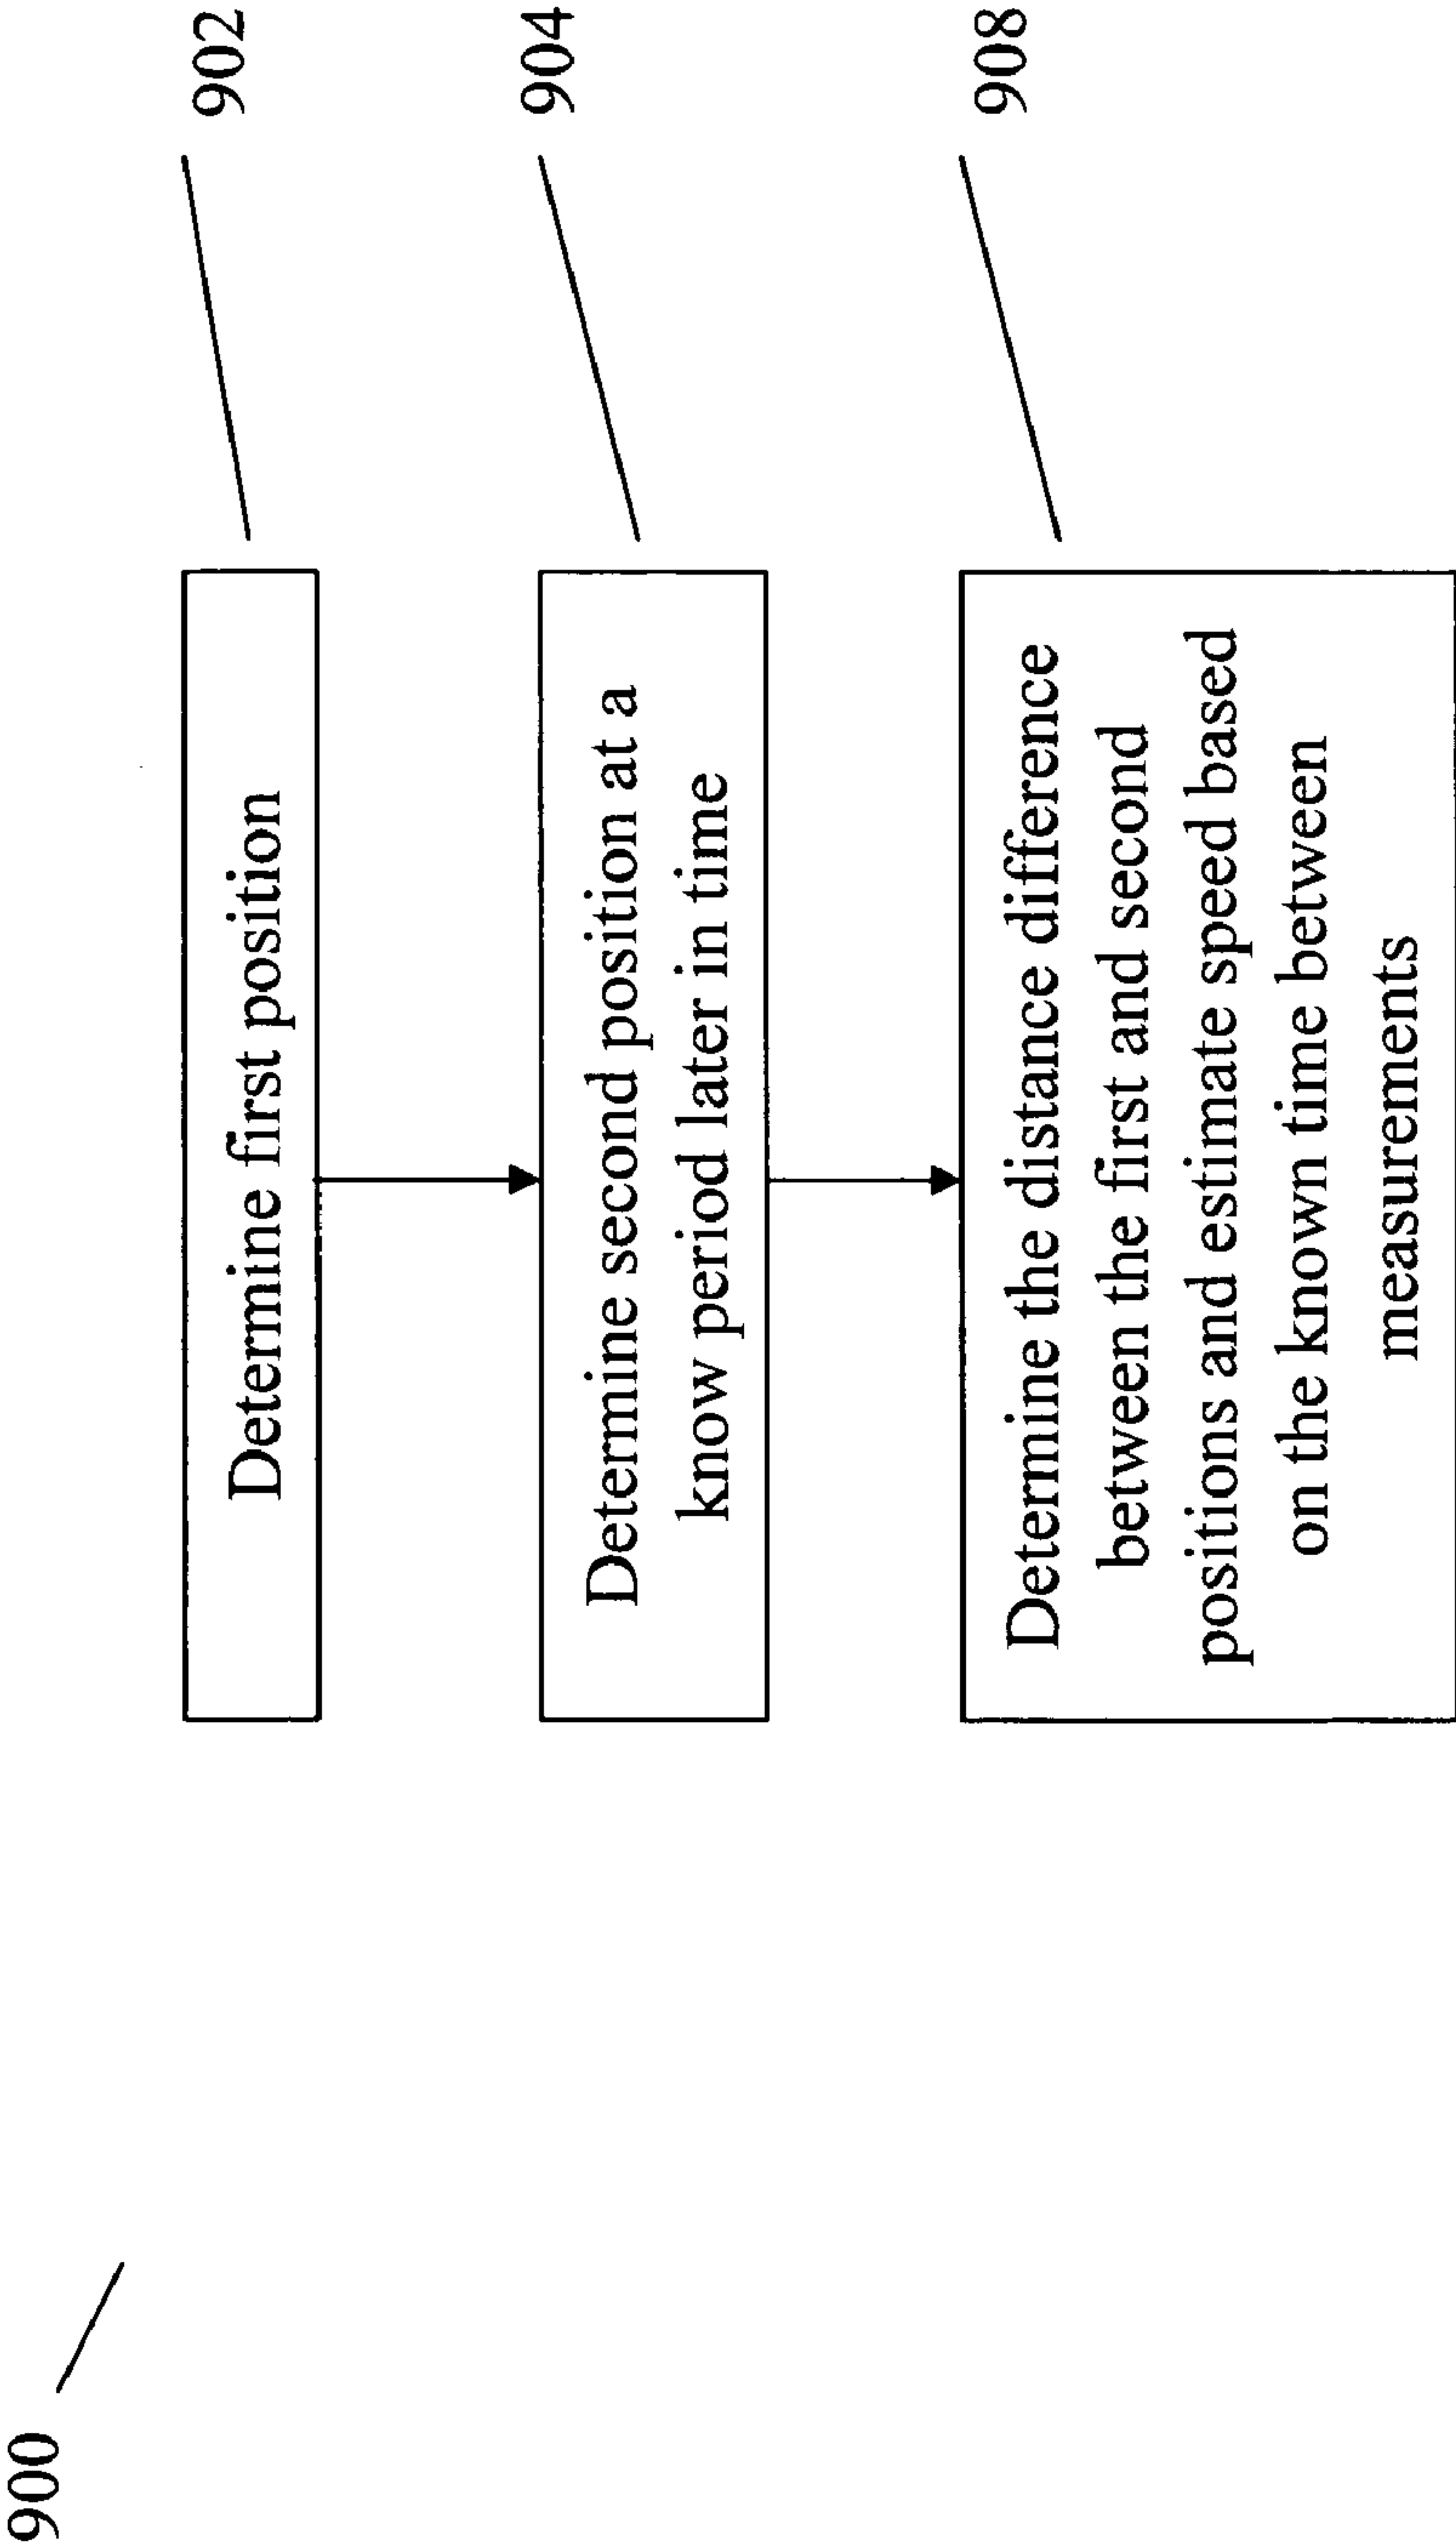 900
902
Determine first position
904
Determine second position at a
know period later in time
908
Determine the distance difference
between the first and second
positions and estimate speed based
on the known time between
measurements